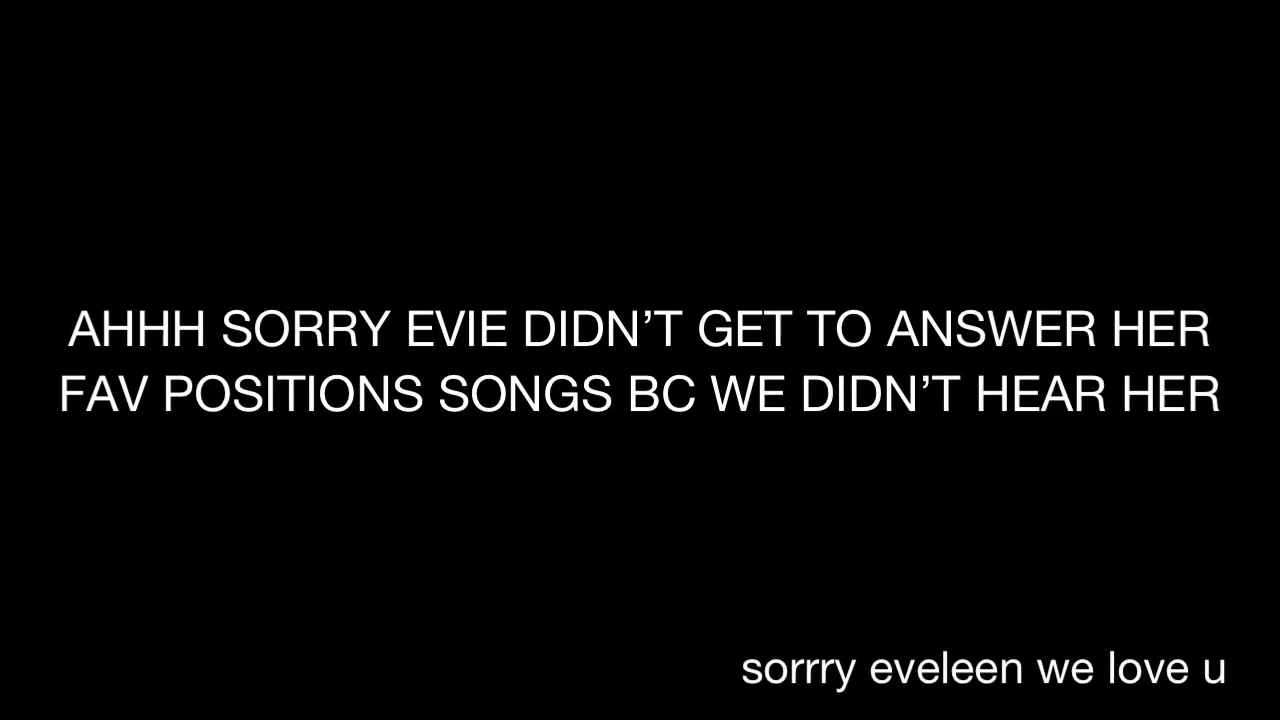 AHHH SORRY EVIE DIDN’T GET TO ANSWER HER
FAV POSITIONS SONGS BC WE DIDN’T HEAR HER
sorrry eveleen we love u